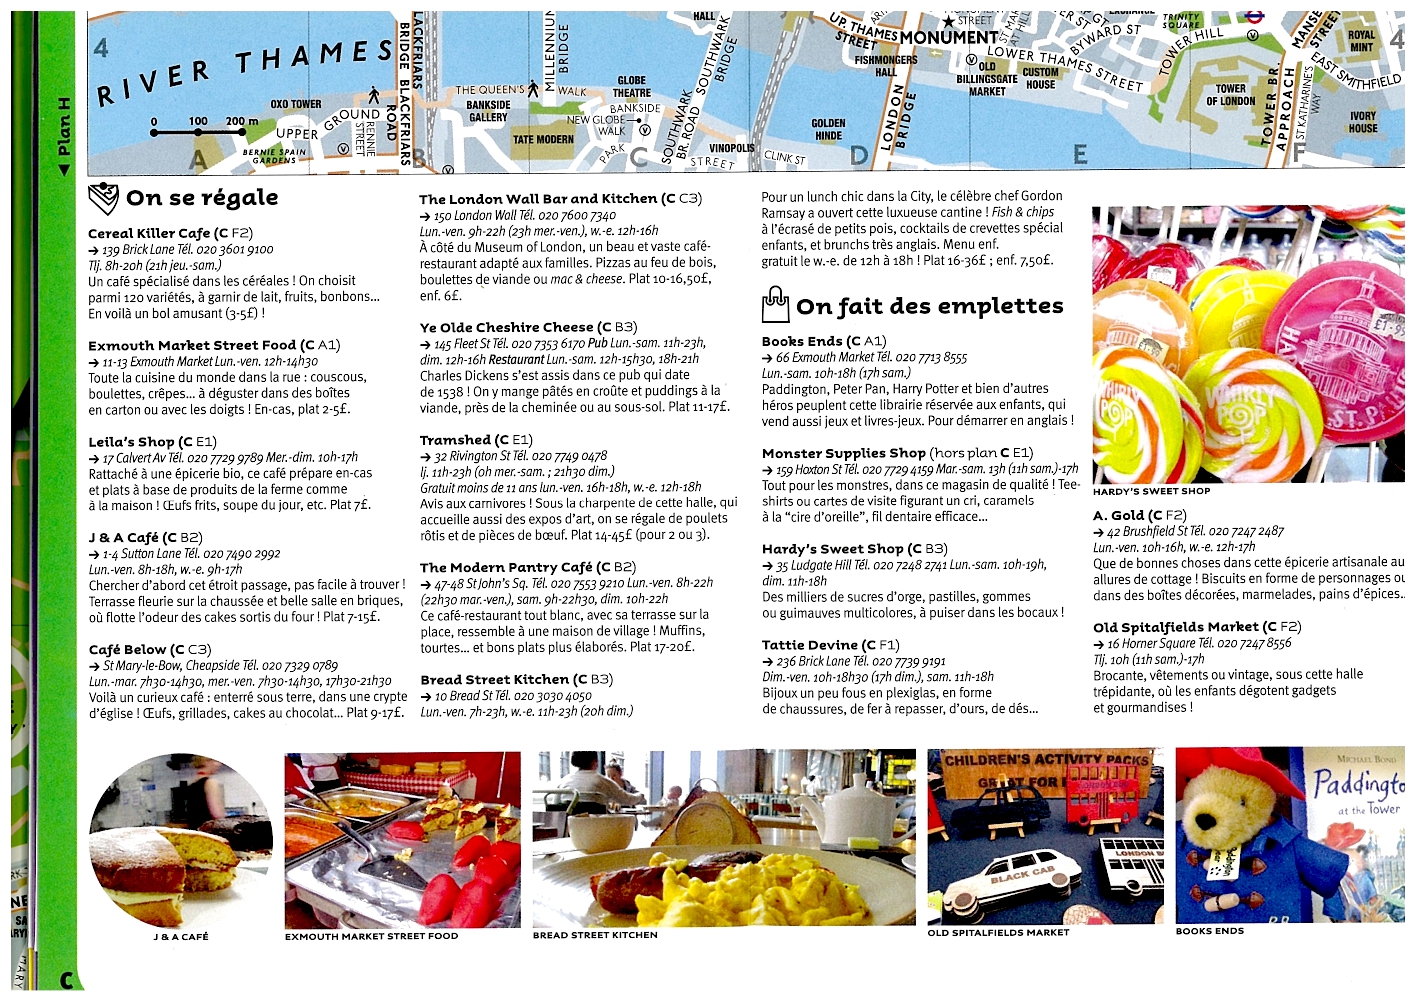 4
RIVER THAMES
OXO TOWER
0 100 200 m
UPPER GROUND
BERNIE SPAIN
GARDENS
RENNIE
STREET
BLACKFRIARS
ROAD
BLACKFRIARS
BRIDGE
THE QUEEN'S WALK
BANKSIDE
GALLERY
MILLENNIUM
BRIDGE
TATE MODERN
GLOBE
THEATRE
BANKSIDE
NEW GLOBE
WALK
PARK STREET
HALL
SOUTHWARK
BRIDGE
SOUTHWARK
BR. ROAD
VINOPOLIS
CLINK ST
GOLDEN
HINDE
UP. THAMES
STREET
FISHMONGERS
HALL
MONUMENT
STREET
LONDON
BRIDGE
OLD
BILLINGSGATE
MARKET
CUSTOM
HOUSE
LOWER THAMES STREET
BYWARD ST
TRINITY
SQUARE
TOWER HILL
TOWER
OF LONDON
TOWER BR.
APPROACH
MANSELL
STREET
ROYAL
MINT
EAST SMITHFIELD
ST KATHARINE'S
WAY
IVORY
HOUSE
4
A B C D E F
◄ Plan H
On se régale
Cereal Killer Cafe (C F2)
→ 139 Brick Lane Tél. 020 3601 9100
Tlj. 8h-20h (21h jeu.-sam.)
Un café spécialisé dans les céréales ! On choisit
parmi 120 variétés, à garnir de lait, fruits, bonbons...
En voilà un bol amusant (3-5£) !
Exmouth Market Street Food (C A1)
→ 11-13 Exmouth Market Lun.-ven. 12h-14h30
Toute la cuisine du monde dans la rue : couscous,
boulettes, crêpes... à déguster dans des boîtes
en carton ou avec les doigts ! En-cas, plat 2-5£.
Leila's Shop (C E1)
→ 17 Calvert Av Tél. 020 7729 9789 Mer.-dim. 10h-17h
Rattaché à une épicerie bio, ce café prépare en-cas
et plats à base de produits de la ferme comme
à la maison ! Œufs frits, soupe du jour, etc. Plat 7£.
J & A Café (C B2)
→ 1-4 Sutton Lane Tél. 020 7490 2992
Lun.-ven. 8h-18h, w.-e. 9h-17h
Chercher d'abord cet étroit passage, pas facile à trouver !
Terrasse fleurie sur la chaussée et belle salle en briques,
où flotte l'odeur des cakes sortis du four ! Plat 7-15£.
Café Below (C C3)
→ St Mary-le-Bow, Cheapside Tél. 020 7329 0789
Lun.-mar. 7h30-14h30, mer.-ven. 7h30-14h30, 17h30-21h30
Voilà un curieux café : enterré sous terre, dans une crypte
d'église ! Œufs, grillades, cakes au chocolat... Plat 9-17£.
The London Wall Bar and Kitchen (C C3)
→ 150 London Wall Tél. 020 7600 7340
Lun.-ven. 9h-22h (23h mer.-ven.), w.-e. 12h-16h
À côté du Museum of London, un beau et vaste café-
restaurant adapté aux familles. Pizzas au feu de bois,
boulettes de viande ou mac & cheese. Plat 10-16,50£,
enf. 6£.
Ye Olde Cheshire Cheese (C B3)
→ 145 Fleet St Tél. 020 7353 6170 Pub Lun.-sam. 11h-23h,
dim. 12h-16h Restaurant Lun.-sam. 12h-15h30, 18h-21h
Charles Dickens s'est assis dans ce pub qui date
de 1538 ! On y mange pâtés en croûte et puddings à la
viande, près de la cheminée ou au sous-sol. Plat 11-17£.
Tramshed (C E1)
→ 32 Rivington St Tél. 020 7749 0478
lj. 11h-23h (0h mer.-sam. ; 21h30 dim.)
Gratuit moins de 11 ans lun.-ven. 16h-18h, w.-e. 12h-18h
Avis aux carnivores ! Sous la charpente de cette halle, qui
accueille aussi des expos d'art, on se régale de poulets
rôtis et de pièces de bœuf. Plat 14-45£ (pour 2 ou 3).
The Modern Pantry Café (C B2)
→ 47-48 St John's Sq. Tél. 020 7553 9210 Lun.-ven. 8h-22h
(22h30 mar.-ven.), sam. 9h-22h30, dim. 10h-22h
Ce café-restaurant tout blanc, avec sa terrasse sur la
place, ressemble à une maison de village ! Muffins,
tourtes... et bons plats plus élaborés. Plat 17-20£.
Bread Street Kitchen (C B3)
→ 10 Bread St Tél. 020 3030 4050
Lun.-ven. 7h-23h, w.-e. 11h-23h (20h dim.)
Pour un lunch chic dans la City, le célèbre chef Gordon
Ramsay a ouvert cette luxueuse cantine ! Fish & chips
à l'écrasé de petits pois, cocktails de crevettes spécial
enfants, et brunchs très anglais. Menu enf.
gratuit le w.-e. de 12h à 18h ! Plat 16-36£ ; enf. 7,50£.
On fait des emplettes
Books Ends (C A1)
→ 66 Exmouth Market Tél. 020 7713 8555
Lun.-sam. 10h-18h (17h sam.)
Paddington, Peter Pan, Harry Potter et bien d'autres
héros peuplent cette librairie réservée aux enfants, qui
vend aussi jeux et livres-jeux. Pour démarrer en anglais !
Monster Supplies Shop (hors plan C E1)
→ 159 Hoxton St Tél. 020 7729 4159 Mar.-sam. 13h (11h sam.)-17h
Tout pour les monstres, dans ce magasin de qualité ! Tee-
shirts ou cartes de visite figurant un cri, caramels
à la “cire d'oreille”, fil dentaire efficace...
Hardy's Sweet Shop (C B3)
→ 35 Ludgate Hill Tél. 020 7248 2741 Lun.-sam. 10h-19h,
dim. 11h-18h
Des milliers de sucres d'orge, pastilles, gommes
ou guimauves multicolores, à puiser dans les bocaux !
Tattie Devine (C F1)
→ 236 Brick Lane Tél. 020 7739 9191
Dim.-ven. 10h-18h30 (17h dim.), sam. 11h-18h
Bijoux un peu fous en plexiglas, en forme
de chaussures, de fer à repasser, d'ours, de dés...
WHIRLY
POP
WHIRLY
POP
£1.99
£1.99
ST. PA
HARDY'S SWEET SHOP
A. Gold (C F2)
→ 42 Brushfield St Tél. 020 7247 2487
Lun.-ven. 10h-16h, w.-e. 12h-17h
Que de bonnes choses dans cette épicerie artisanale au
allures de cottage ! Biscuits en forme de personnages ou
dans des boîtes décorées, marmelades, pains d'épices..
Old Spitalfields Market (C F2)
→ 16 Horner Square Tél. 020 7247 8556
Tlj. 10h (11h sam.)-17h
Brocante, vêtements ou vintage, sous cette halle
trépidante, où les enfants dégotent gadgets
et gourmandises !
CHILDREN'S ACTIVITY PACKS
BLACK CAB
LONDON B
MICHAEL BOND
Paddingto
at the Tower
J & A CAFÉ
EXMOUTH MARKET STREET FOOD
BREAD STREET KITCHEN
OLD SPITALFIELDS MARKET
BOOKS ENDS
C